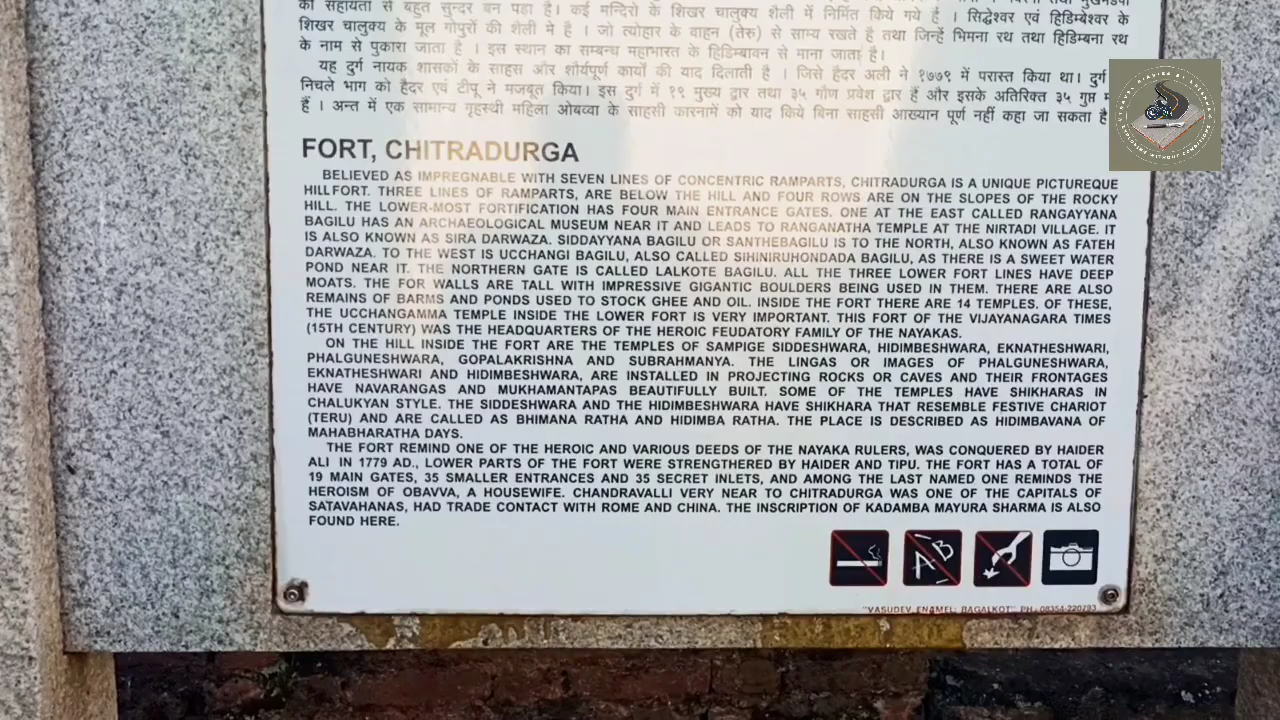 की सहायता से बहुत सुन्दर बन पडा है। कई मन्दिरो के शिखर चालुक्य शैली में निर्मित किये गये हैं । सिद्धेश्वर एवं हिडिम्बेश्वर के
शिखर चालुक्य के मूल गोपुरों की शैली मे है । जो त्योहार के वाहन (तेरु) से साम्य रखते है तथा जिन्हें भिमना रथ तथा हिडिम्बना रथ
के नाम से पुकारा जाता है । इस स्थान का सम्बन्ध महाभारत के हिडिम्बावन से माना जाता है।
यह दुर्ग नायक शासकों के साहस और शौर्यपूर्ण कार्यो की याद दिलाती है । जिसे हैदर अली ने १७७९ में परास्त किया था। दुर्ग
निचले भाग को हैदर एवं टीपू ने मजबूत किया। इस दुर्ग में १९ मुख्य द्वार तथा ३५ गौण प्रवेश द्वार हैं और इसके अतिरिक्त ३५ गुप्त
हैं । अन्त में एक सामान्य गृहस्थी महिला ओबव्वा के साहसी कारनामें को याद किये बिना साहसी आख्यान पूर्ण नहीं कहा जा सकता है
FORT, CHITRADURGA
BELIEVED AS IMPREGNABLE WITH SEVEN LINES OF CONCENTRIC RAMPARTS, CHITRADURGA IS A UNIQUE PICTUREQUE
HILLFORT. THREE LINES OF RAMPARTS, ARE BELOW THE HILL AND FOUR ROWS ARE ON THE SLOPES OF THE ROCKY
HILL. THE LOWER-MOST FORTIFICATION HAS FOUR MAIN ENTRANCE GATES. ONE AT THE EAST CALLED RANGAYYANA
BAGILU HAS AN ARCHAEOLOGICAL MUSEUM NEAR IT AND LEADS TO RANGANATHA TEMPLE AT THE NIRTADI VILLAGE. IT
IS ALSO KNOWN AS SIRA DARWAZA. SIDDAYYANA BAGILU OR SANTHEBAGILU IS TO THE NORTH, ALSO KNOWN AS FATEH
DARWAZA. TO THE WEST IS UCCHANGI BAGILU, ALSO CALLED SIHINIRUHONDADA BAGILU, AS THERE IS A SWEET WATER
POND NEAR IT. THE NORTHERN GATE IS CALLED LALKOTE BAGILU. ALL THE THREE LOWER FORT LINES HAVE DEEP
MOATS. THE FOR WALLS ARE TALL WITH IMPRESSIVE GIGANTIC BOULDERS BEING USED IN THEM. THERE ARE ALSO
REMAINS OF BARMS AND PONDS USED TO STOCK GHEE AND OIL. INSIDE THE FORT THERE ARE 14 TEMPLES. OF THESE,
THE UCCHANGAMMA TEMPLE INSIDE THE LOWER FORT IS VERY IMPORTANT. THIS FORT OF THE VIJAYANAGARA TIMES
(15TH CENTURY) WAS THE HEADQUARTERS OF THE HEROIC FEUDATORY FAMILY OF THE NAYAKAS.
ON THE HILL INSIDE THE FORT ARE THE TEMPLES OF SAMPIGE SIDDESHWARA, HIDIMBESHWARA, EKNATHESHWARI,
PHALGUNESHWARA, GOPALAKRISHNA AND SUBRAHMANYA. THE LINGAS OR IMAGES OF PHALGUNESHWARA,
EKNATHESHWARI AND HIDIMBESHWARA, ARE INSTALLED IN PROJECTING ROCKS OR CAVES AND THEIR FRONTAGES
HAVE NAVARANGAS AND MUKHAMANTAPAS BEAUTIFULLY BUILT. SOME OF THE TEMPLES HAVE SHIKHARAS IN
CHALUKYAN STYLE. THE SIDDESHWARA AND THE HIDIMBESHWARA HAVE SHIKHARA THAT RESEMBLE FESTIVE CHARIOT
(TERU) AND ARE CALLED AS BHIMANA RATHA AND HIDIMBA RATHA. THE PLACE IS DESCRIBED AS HIDIMBAVANA OF
MAHABHARATHA DAYS.
THE FORT REMIND ONE OF THE HEROIC AND VARIOUS DEEDS OF THE NAYAKA RULERS, WAS CONQUERED BY HAIDER
ALI IN 1779 AD., LOWER PARTS OF THE FORT WERE STRENGTHERED BY HAIDER AND TIPU. THE FORT HAS A TOTAL OF
19 MAIN GATES, 35 SMALLER ENTRANCES AND 35 SECRET INLETS, AND AMONG THE LAST NAMED ONE REMINDS THE
HEROISM OF OBAVVA, A HOUSEWIFE. CHANDRAVALLI VERY NEAR TO CHITRADURGA WAS ONE OF THE CAPITALS OF
SATAVAHANAS, HAD TRADE CONTACT WITH ROME AND CHINA. THE INSCRIPTION OF KADAMBA MAYURA SHARMA IS ALSO
FOUND HERE.
AB
"VASUDEV ENAMEL; BAGALKOT" PH - 08354-220793
EXPLORING WITHOUT CONDITIONS